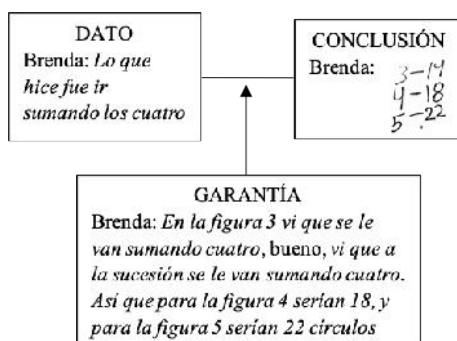 DATO
Brenda: Lo que
hice fue ir
sumando los cuatro
CONCLUSIÓN
Brenda:
3-14
4-18
5-22
GARANTÍA
Brenda: En la figura 3 vi que se le
van sumando cuatro, bueno, vi que a
la sucesión se le van sumando cuatro.
Así que para la figura 4 serían 18, y
para la figura 5 serían 22 círculos